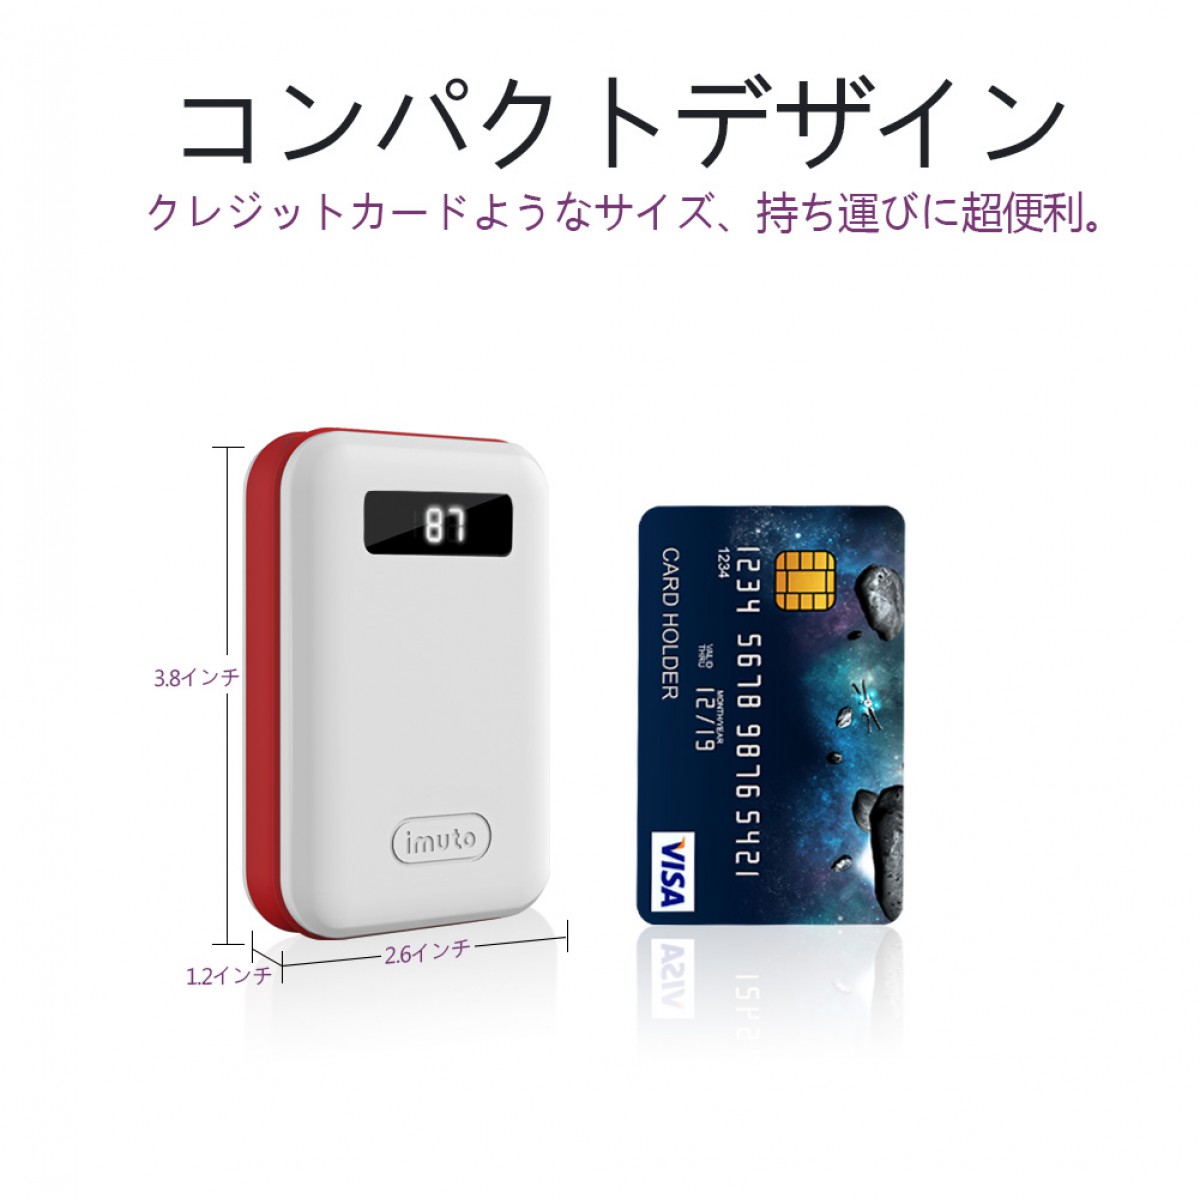 コンパクトデザイン
クレジットカードようなサイズ、持ち運びに超便利。
87
3.8インチ
imuto
2.6インチ
1.2インチ
1234 5678 9876 5421
1234
VALID
THRU
MONTH/YEAR
12/19
CARD HOLDER
VISA